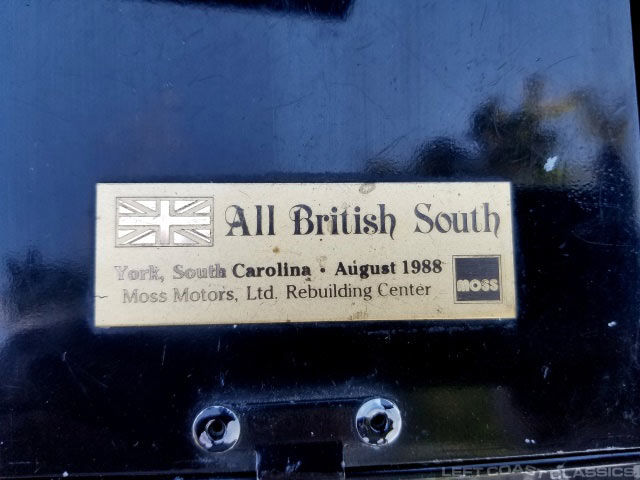 All British South
York, South Carolina • August 1988
Moss Motors, Ltd. Rebuilding Center
MOSS
LEFT COAST CLASSICS